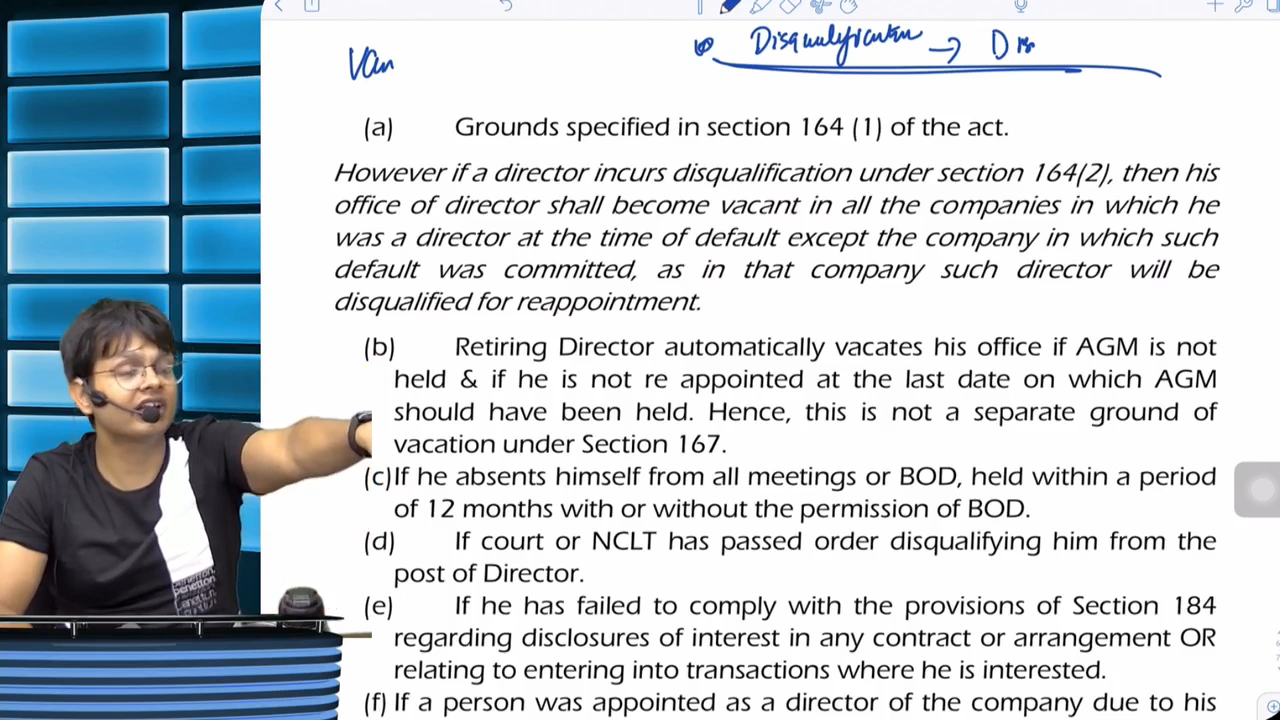 Disqualification → Dis
Van
(a) Grounds specified in section 164 (1) of the act.
However if a director incurs disqualification under section 164(2), then his
office of director shall become vacant in all the companies in which he
was a director at the time of default except the company in which such
default was committed, as in that company such director will be
disqualified for reappointment.
(b) Retiring Director automatically vacates his office if AGM is not
held & if he is not re appointed at the last date on which AGM
should have been held. Hence, this is not a separate ground of
vacation under Section 167.
(c)If he absents himself from all meetings or BOD, held within a period
of 12 months with or without the permission of BOD.
(d) If court or NCLT has passed order disqualifying him from the
post of Director.
(e) If he has failed to comply with the provisions of Section 184
regarding disclosures of interest in any contract or arrangement OR
relating to entering into transactions where he is interested.
(f) If a person was appointed as a director of the company due to his